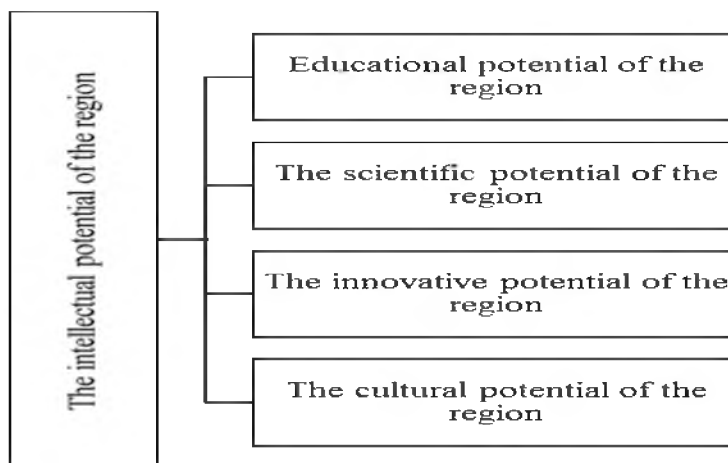 The intellectual potential of the region
Educational potential of the
region
The scientific potential of the
region
The innovative potential of the
region
The cultural potential of the
region